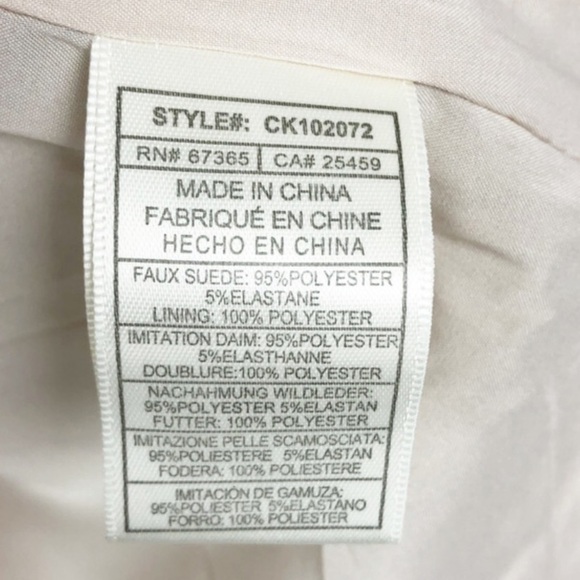 STYLE#: CK102072
RN# 67365 CA# 25459
MADE IN CHINA
FABRIQUÉ EN CHINE
HECHO EN CHINA
FAUX SUEDE: 95%POLYESTER
5%ELASTANE
LINING: 100% POLYESTER
IMITATION DAIM: 95%POLYESTER
5%ELASTHANNE
DOUBLURE:100% POLYESTER
NACHAHMUNG WILDLEDER:
95%POLYESTER 5%ELASTAN
FUTTER: 100% POLYESTER
IMITAZIONE PELLE SCAMOSCIATA:
95%POLIESTERE 5%ELASTAN
FODERA: 100% POLIESTERE
IMITACIÓN DE GAMUZA:
95%POLIESTER 5%ELASTANO
FORRO: 100% POLIESTER